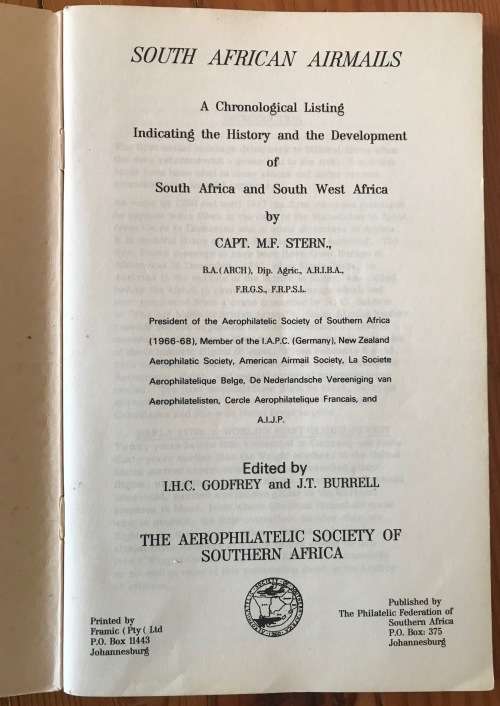 SOUTH AFRICAN AIRMAILS
A Chronological Listing
Indicating the History and the Development
of
South Africa and South West Africa
by
CAPT. M.F. STERN.,
B.A. (ARCH), Dip. Agric., A.R.I.B.A.,
F.R.G.S., F.R.P.S.L.
President of the Aerophilatelic Society of Southern Africa
(1966-68), Member of the I.A.P.C. (Germany), New Zealand
Aerophilatic Society, American Airmail Society, La Societe
Aerophilatelique Belge, De Nederlandsche Vereeniging van
Aerophilatelisten, Cercle Aerophilatelique Francais, and
A.I.J.P.
Edited by
I.H.C. GODFREY and J.T. BURRELL
THE AEROPHILATELIC SOCIETY OF
SOUTHERN AFRICA
Printed by
Framic (Pty ( Ltd
P.O. Box 11443
Johannesburg
Published by
The Philatelic Federation of
Southern Africa
P.O. Box: 375
Johannesburg